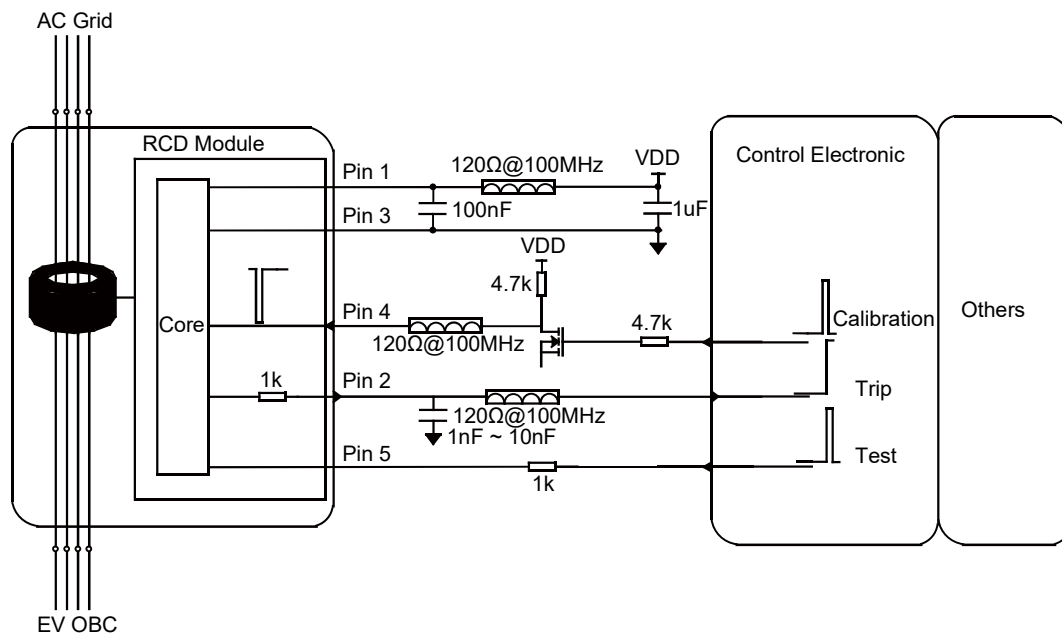 AC Grid
RCD Module
Pin 1
120Ω@100MHz
VDD
Control Electronic
100nF
1uF
Pin 3
VDD
4.7k
Core
Pin 4
120Ω@100MHz
4.7k
Calibration
Others
1k
Pin 2
120Ω@100MHz
Trip
1nF ~ 10nF
Pin 5
1k
Test
EV OBC